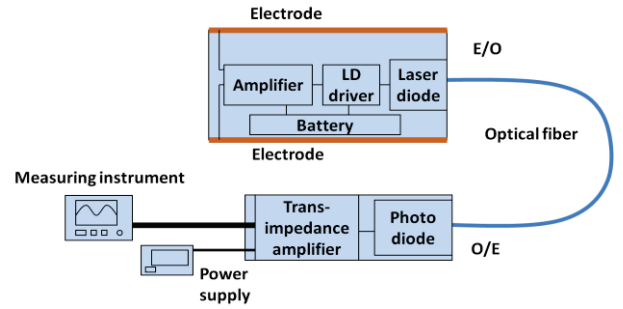 Electrode
E/O
Amplifier
LD
driver
Laser
diode
Battery
Electrode
Optical fiber
Measuring instrument
Trans-
impedance
amplifier
Photo
diode
O/E
Power
supply